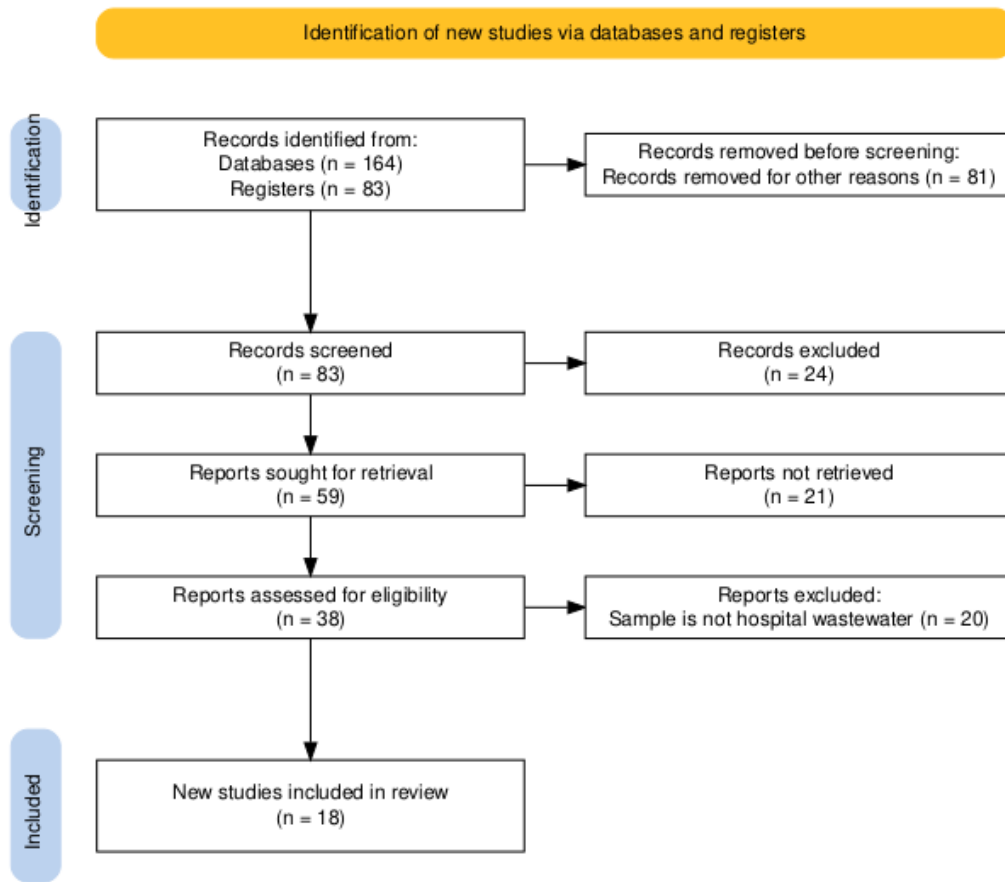 Identification of new studies via databases and registers
Identification
Records identified from:
Databases (n = 164)
Registers (n = 83)
Records removed before screening:
Records removed for other reasons (n = 81)
Screening
Records screened
(n = 83)
Records excluded
(n = 24)
Reports sought for retrieval
(n = 59)
Reports not retrieved
(n = 21)
Reports assessed for eligibility
(n = 38)
Reports excluded:
Sample is not hospital wastewater (n = 20)
Included
New studies included in review
(n = 18)